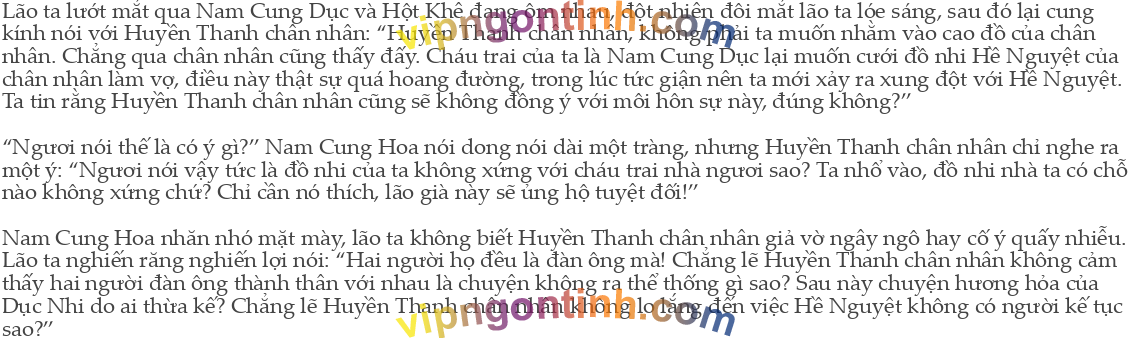 Lão ta lướt mắt qua Nam Cung Dục và Hột Khê đang ôm nhau, đột nhiên đôi mắt lão ta lóe sáng, sau đó lại cung
kính nói với Huyền Thanh chân nhân: “Huyền Thanh chân nhân, không phải ta muốn nhằm vào cao đồ của chân
nhân. Chẳng qua chân nhân cũng thấy đấy. Cháu trai của ta là Nam Cung Dục lại muốn cưới đồ nhi Hề Nguyệt của
chân nhân làm vợ, điều này thật sự quá hoang đường, trong lúc tức giận nên ta mới xảy ra xung đột với Hề Nguyệt.
Ta tin rằng Huyền Thanh chân nhân cũng sẽ không đồng ý với môi hôn sự này, đúng không?”
“Ngươi nói thế là có ý gì?” Nam Cung Hoa nói dong nói dài một tràng, nhưng Huyền Thanh chân nhân chỉ nghe ra
một ý: “Ngươi nói vậy tức là đồ nhi của ta không xứng với cháu trai nhà ngươi sao? Ta nhổ vào, đồ nhi nhà ta có chỗ
nào không xứng chứ? Chỉ cần nó thích, lão già này sẽ ủng hộ tuyệt đối!”
Nam Cung Hoa nhăn nhó mặt mày, lão ta không biết Huyền Thanh chân nhân giả vờ ngây ngô hay cố ý quấy nhiễu.
Lão ta nghiến răng nghiến lợi nói: “Hai người họ đều là đàn ông mà! Chẳng lẽ Huyền Thanh chân nhân không cảm
thấy hai người đàn ông thành thân với nhau là chuyện không ra thể thống gì sao? Sau này chuyện hương hỏa của
Dục Nhi do ai thừa kế? Chẳng lẽ Huyền Thanh chân nhân không lo lắng đến việc Hề Nguyệt không có người kế tục
sao?”
vipngontinh.com
vipngontinh.com